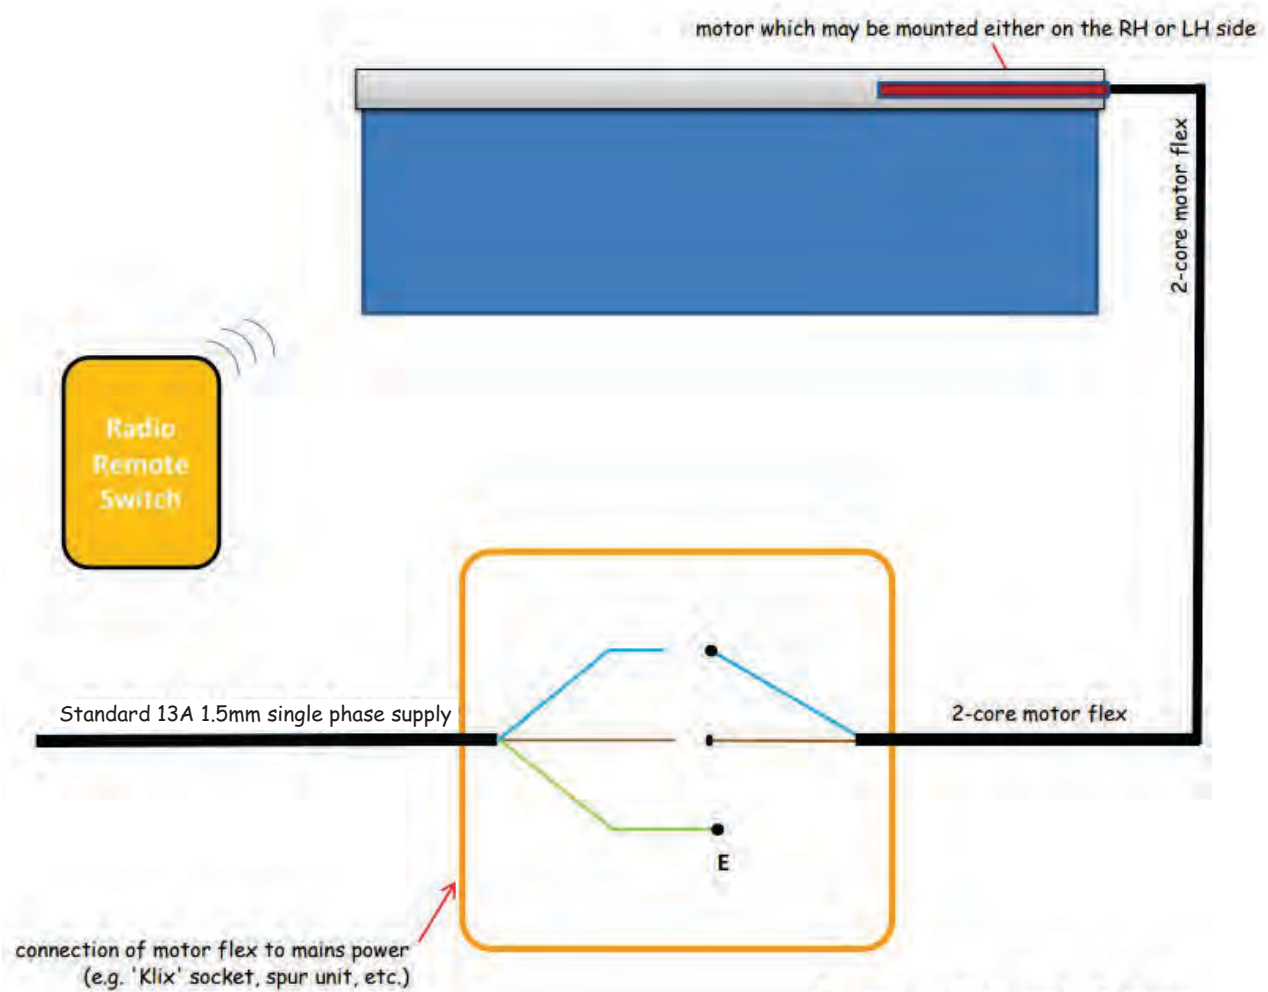 motor which may be mounted either on the RH or LH side
2-core motor flex
Radio
Remote
Switch
Standard 13A 1.5mm single phase supply
2-core motor flex
E
connection of motor flex to mains power
(e.g. 'Klix' socket, spur unit, etc.)